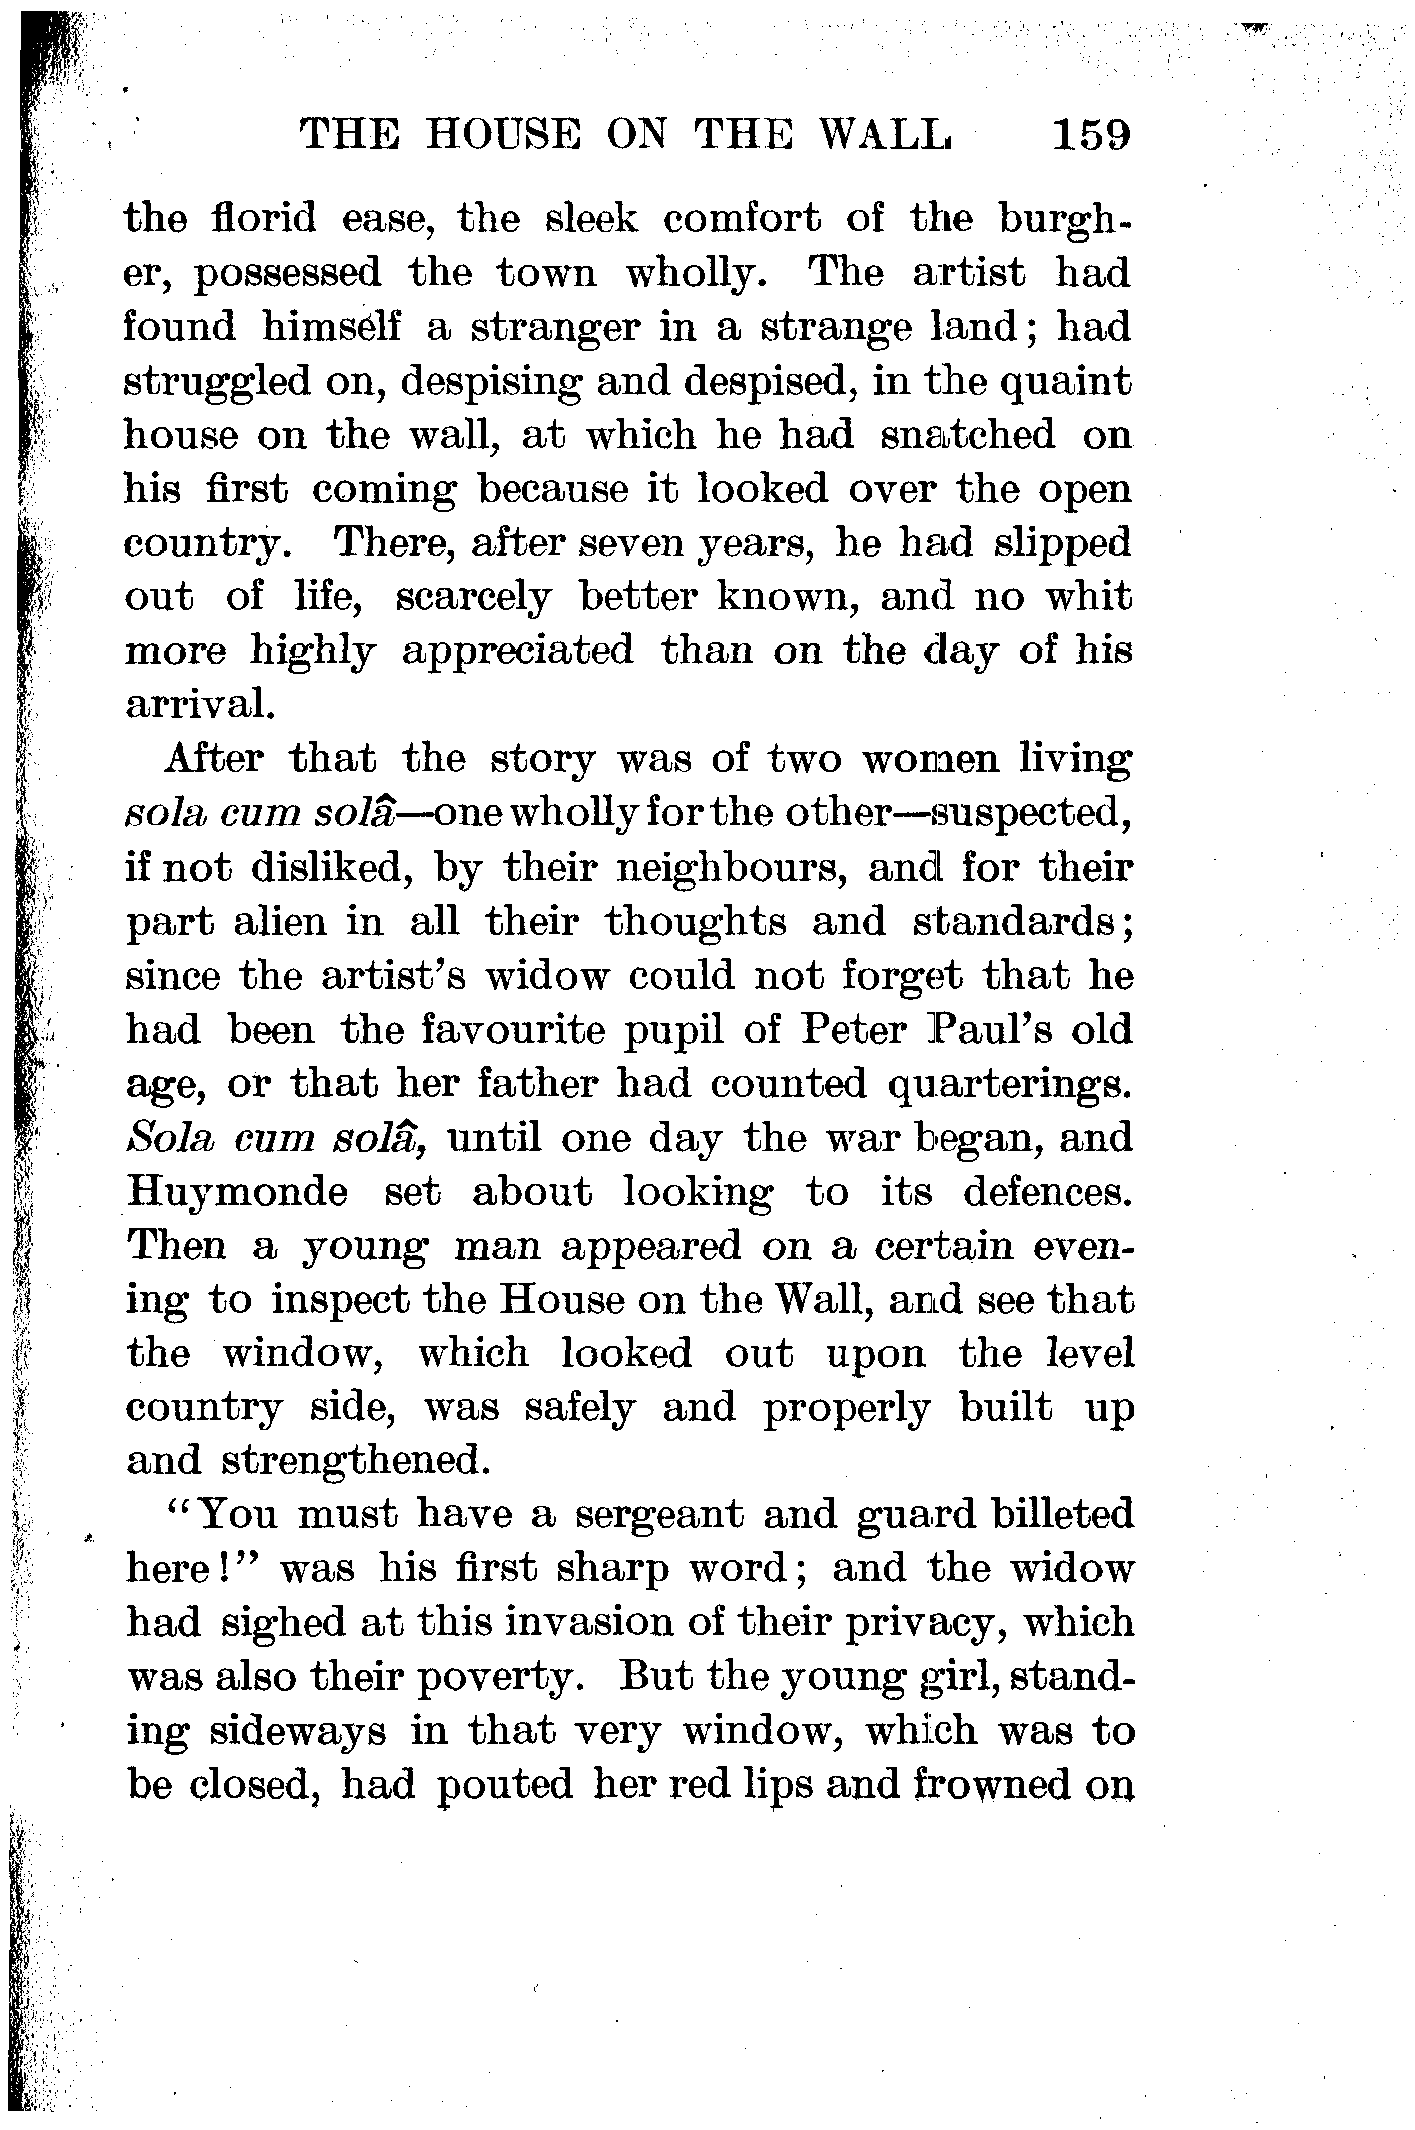 THE HOUSE ON THE WALL 159
the florid ease, the sleek comfort of the burgh-
er, possessed the town wholly. The artist had
found himself a stranger in a strange land; had
struggled on, despising and despised, in the quaint
house on the wall, at which he had snatched on
his first coming because it looked over the open
country. There, after seven years, he had slipped
out of life, scarcely better known, and no whit
more highly appreciated than on the day of his
arrival.
After that the story was of two women living
sola cum solâ—one wholly for the other—suspected,
if not disliked, by their neighbours, and for their
part alien in all their thoughts and standards;
since the artist's widow could not forget that he
had been the favourite pupil of Peter Paul's old
age, or that her father had counted quarterings.
Sola cum solâ, until one day the war began, and
Huymonde set about looking to its defences.
Then a young man appeared on a certain even-
ing to inspect the House on the Wall, and see that
the window, which looked out upon the level
country side, was safely and properly built up
and strengthened.
"You must have a sergeant and guard billeted
here!" was his first sharp word; and the widow
had sighed at this invasion of their privacy, which
was also their poverty. But the young girl, stand-
ing sideways in that very window, which was to
be closed, had pouted her red lips and frowned on